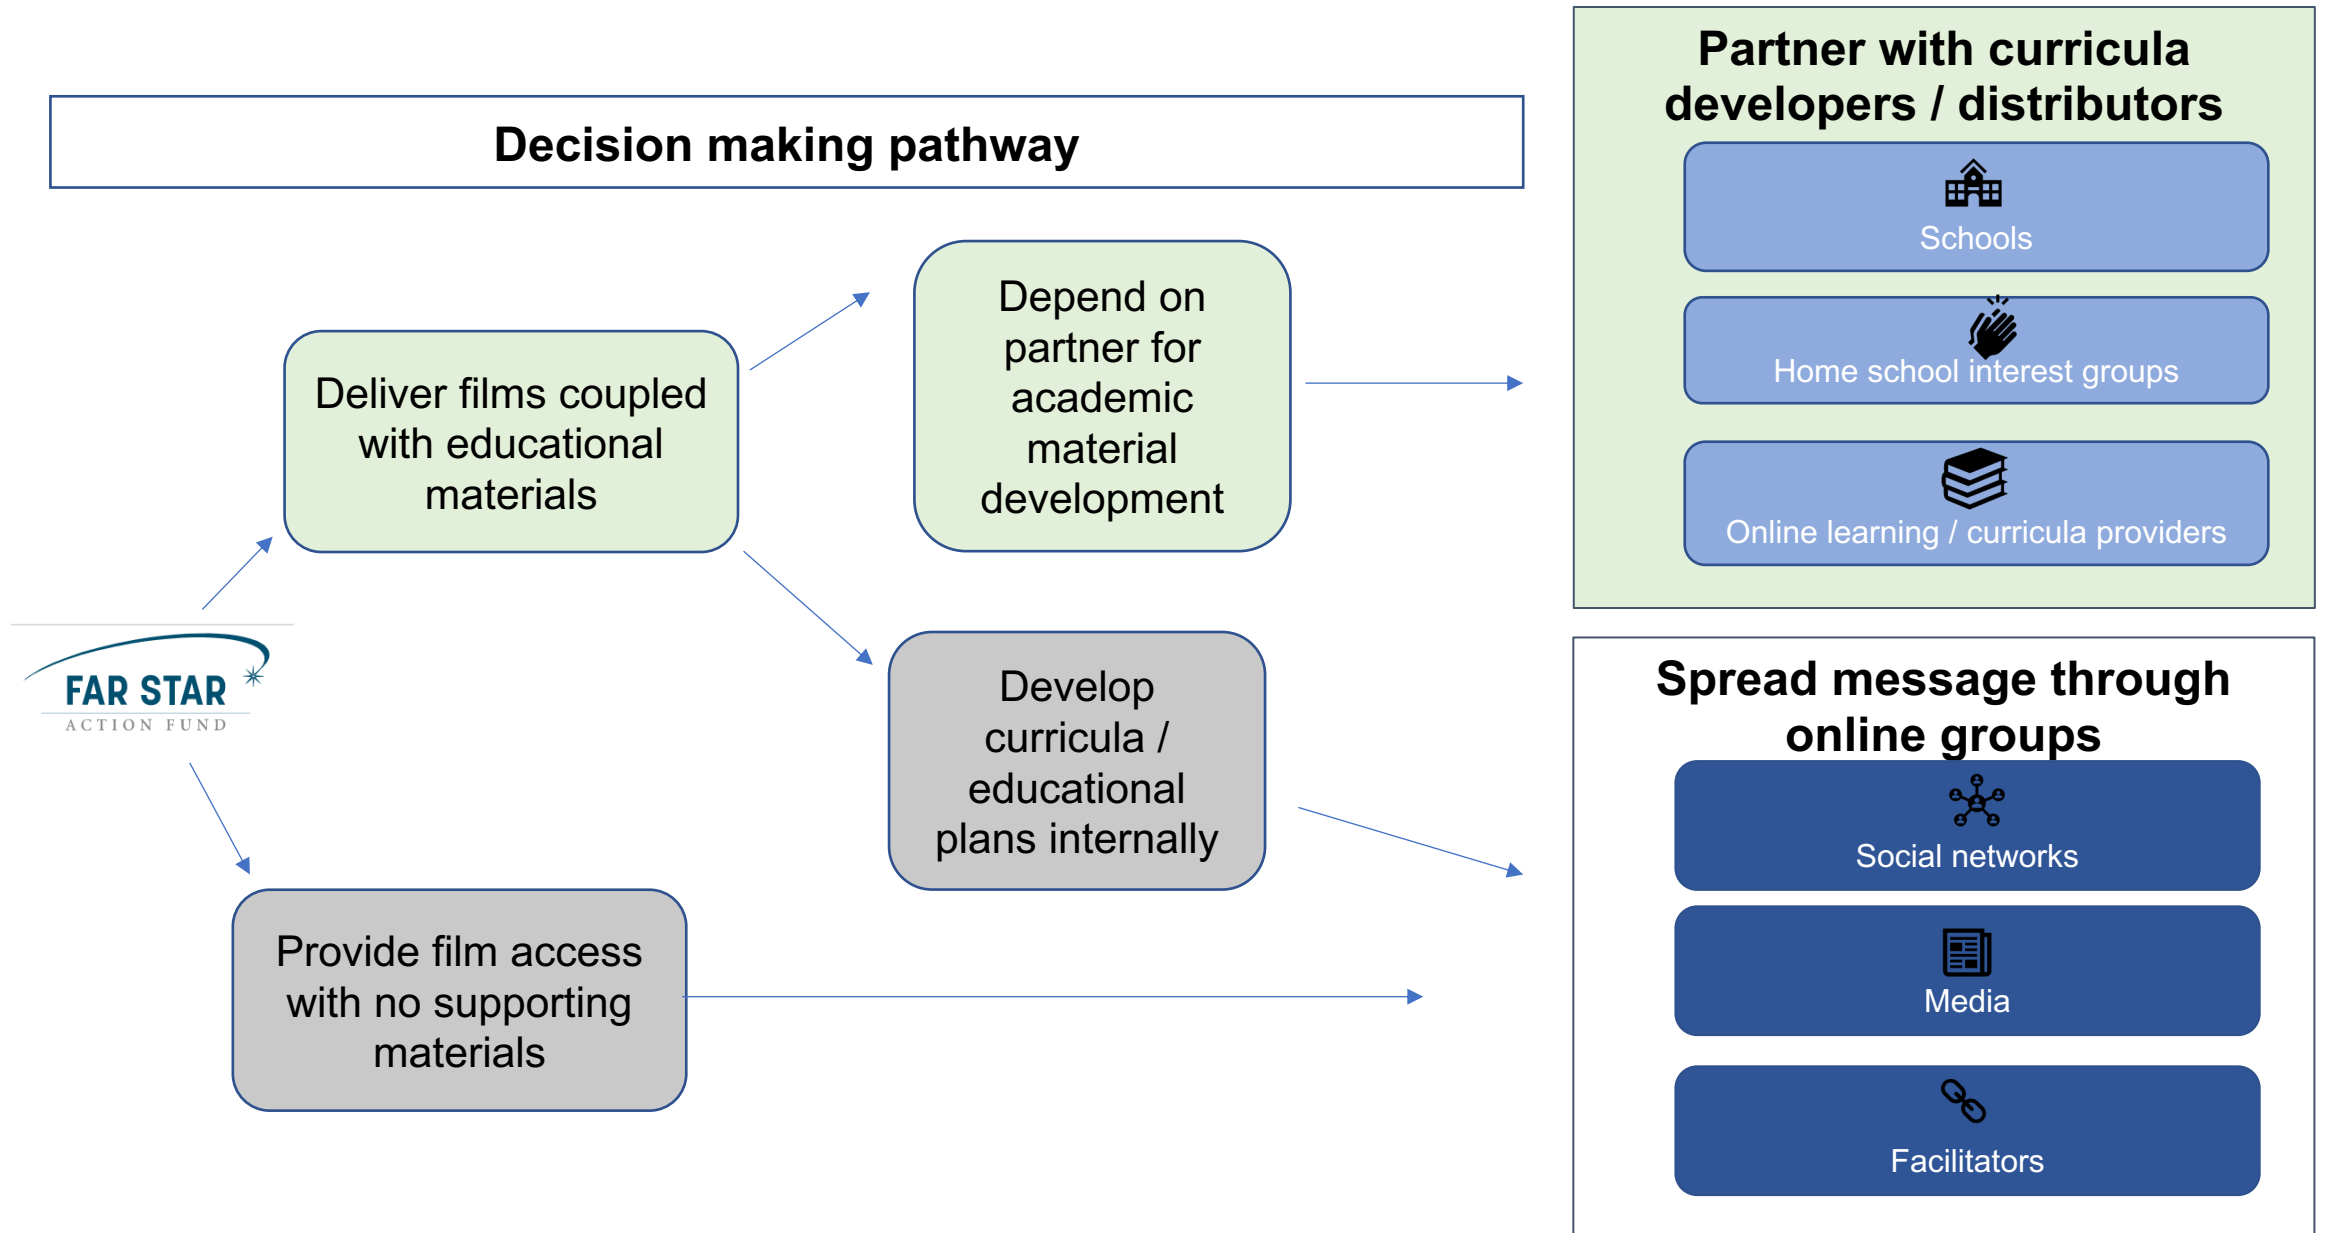 Decision making pathway
Deliver films coupled
with educational
materials
Depend on
partner for
academic
material
development
FAR STAR
ACTION FUND
Develop
curricula /
educational
plans internally
Provide film access
with no supporting
materials
Partner with curricula
developers / distributors
Schools
Home school interest groups
Online learning / curricula providers
Spread message through
online groups
Social networks
Media
Facilitators